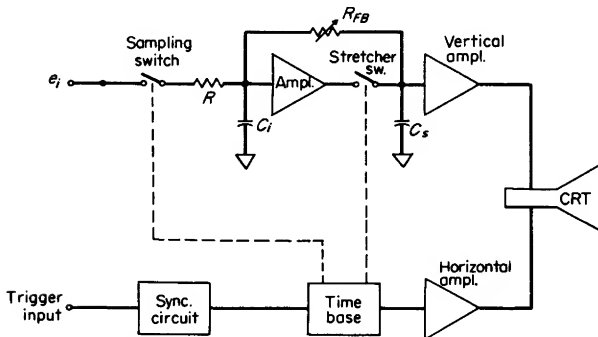 Sampling
switch
e_i
R
R_FB
Ampl.
C_i
Stretcher
sw.
C_s
Vertical
ampl.
CRT
Horizontal
ampl.
Trigger
input
Sync.
circuit
Time
base